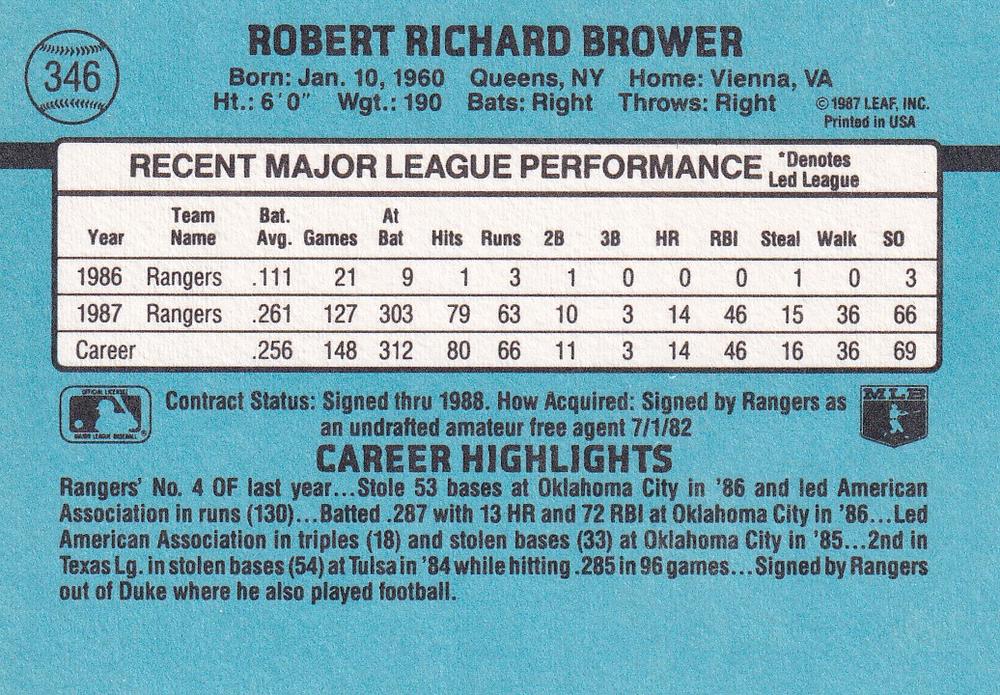 346
ROBERT RICHARD BROWER
Born: Jan. 10, 1960 Queens, NY Home: Vienna, VA
Ht.: 6'0" Wgt.: 190 Bats: Right Throws: Right
©1987 LEAF, INC.
Printed in USA
RECENT MAJOR LEAGUE PERFORMANCE
*Denotes
Led League
Year Team Name Bat. Avg. Games At Bat Hits Runs 2B 3B HR RBI Steal Walk SO
1986 Rangers .111 21 9 1 3 1 0 0 0 1 0 3
1987 Rangers .261 127 303 79 63 10 3 14 46 15 36 66
Career .256 148 312 80 66 11 3 14 46 16 36 69
OFFICIAL LICENSEE
MAJOR LEAGUE BASEBALL
®
Contract Status: Signed thru 1988. How Acquired: Signed by Rangers as
an undrafted amateur free agent 7/1/82
MLB
CAREER HIGHLIGHTS
Rangers' No. 4 OF last year...Stole 53 bases at Oklahoma City in '86 and led American
Association in runs (130)...Batted .287 with 13 HR and 72 RBI at Oklahoma City in '86...Led
American Association in triples (18) and stolen bases (33) at Oklahoma City in '85...2nd in
Texas Lg. in stolen bases (54) at Tulsa in '84 while hitting .285 in 96 games...Signed by Rangers
out of Duke where he also played football.